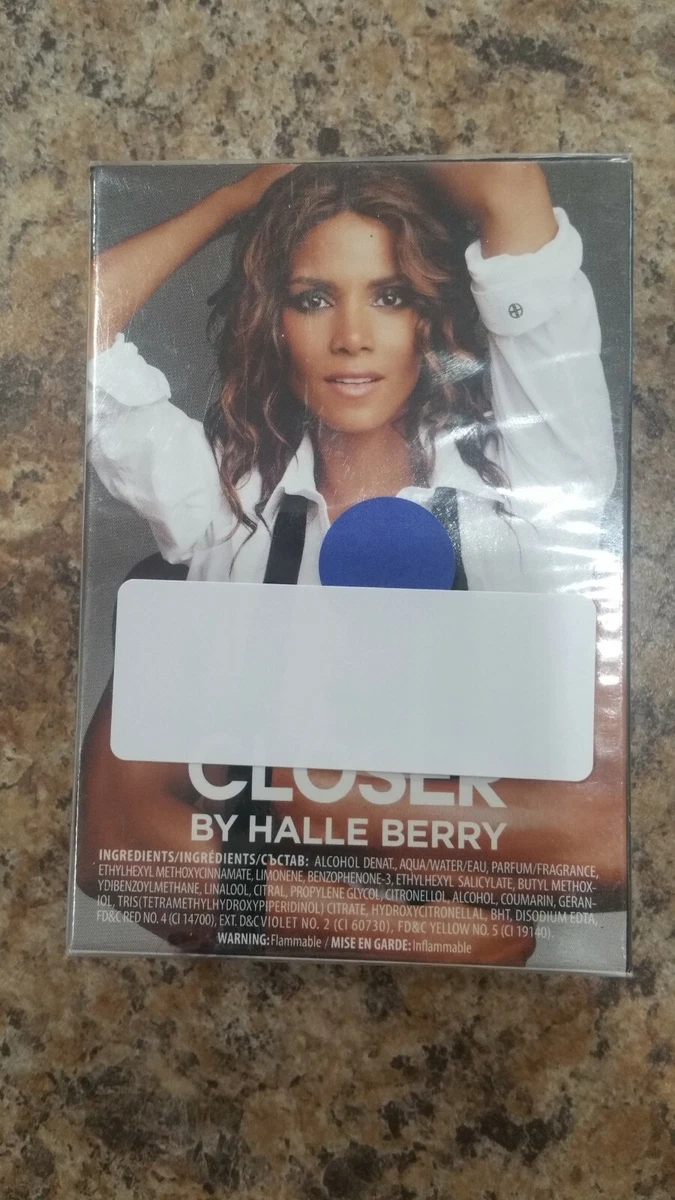 CLOSER
BY HALLE BERRY
INGREDIENTS/INGRÉDIENTS/СЪСТАВ: ALCOHOL DENAT., AQUA/WATER/EAU, PARFUM/FRAGRANCE,
ETHYLHEXYL METHOXYCINNAMATE, LIMONENE, BENZOPHENONE-3, ETHYLHEXYL SALICYLATE, BUTYL METHOX-
YDIBENZOYLMETHANE, LINALOOL, CITRAL, PROPYLENE GLYCOL, CITRONELLOL, ALCOHOL, COUMARIN, GERAN-
IOL, TRIS(TETRAMETHYLHYDROXYPIPERIDINOL) CITRATE, HYDROXYCITRONELLAL, BHT, DISODIUM EDTA,
FD&C RED NO. 4 (CI 14700), EXT. D&C VIOLET NO. 2 (CI 60730), FD&C YELLOW NO. 5 (CI 19140).
WARNING: Flammable / MISE EN GARDE: Inflammable